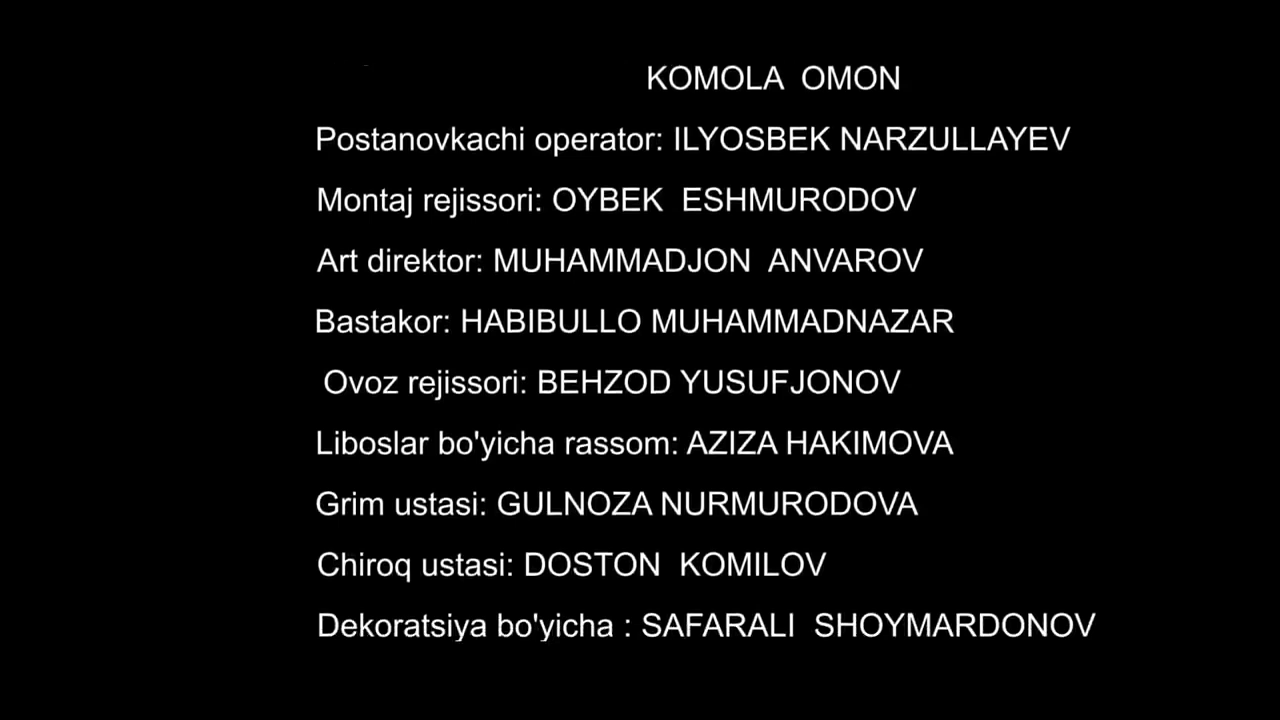 KOMOLA OMON
Postanovkachi operator: ILYOSBEK NARZULLAYEV
Montaj rejissori: OYBEK ESHMURODOV
Art direktor: MUHAMMADJON ANVAROV
Bastakor: HABIBULLO MUHAMMADNAZAR
Ovoz rejissori: BEHZOD YUSUFJONOV
Liboslar bo'yicha rassom: AZIZA HAKIMOVA
Grim ustasi: GULNOZA NURMURODOVA
Chiroq ustasi: DOSTON KOMILOV
Dekoratsiya bo'yicha : SAFARALI SHOYMARDONOV